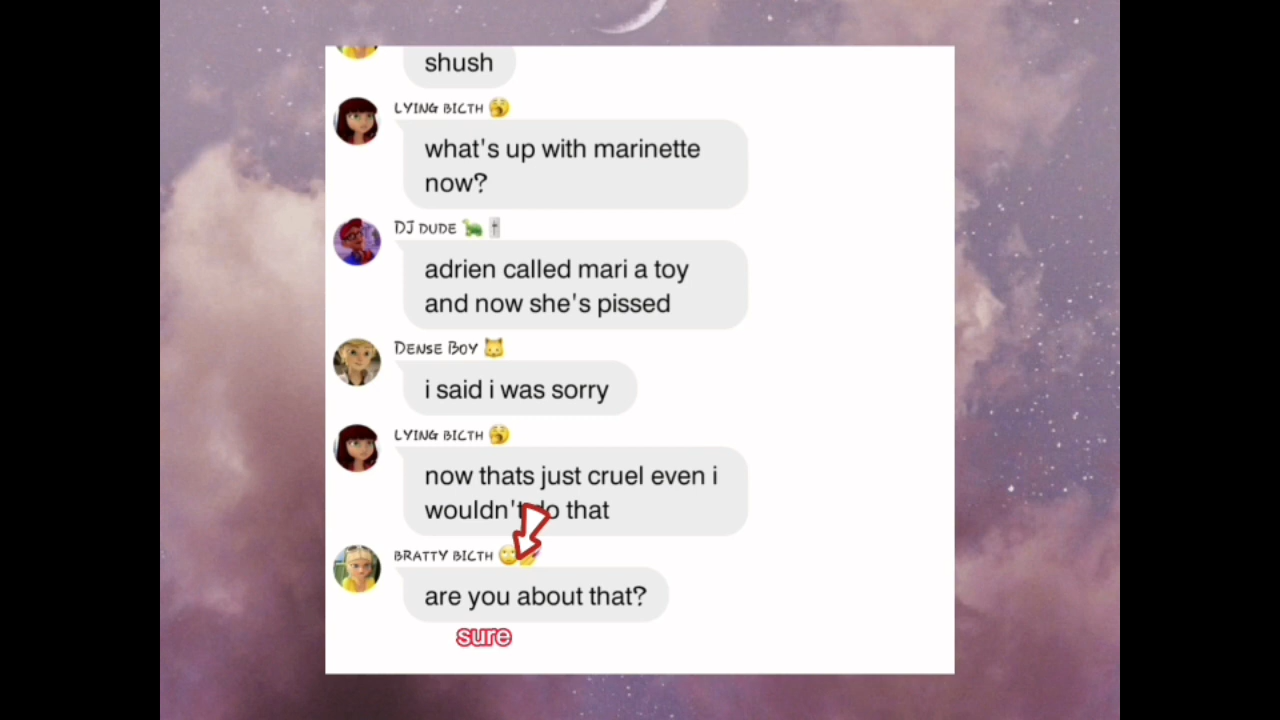 shush
LYING BICTH 🥱
what's up with marinette
now?
DJ DUDE 🐢🎚
adrien called mari a toy
and now she's pissed
DENSE BOY 🐱
i said i was sorry
LYING BICTH 🥱
now thats just cruel even i
wouldn't do that
BRATTY BICTH 🙄💅
are you about that?
sure